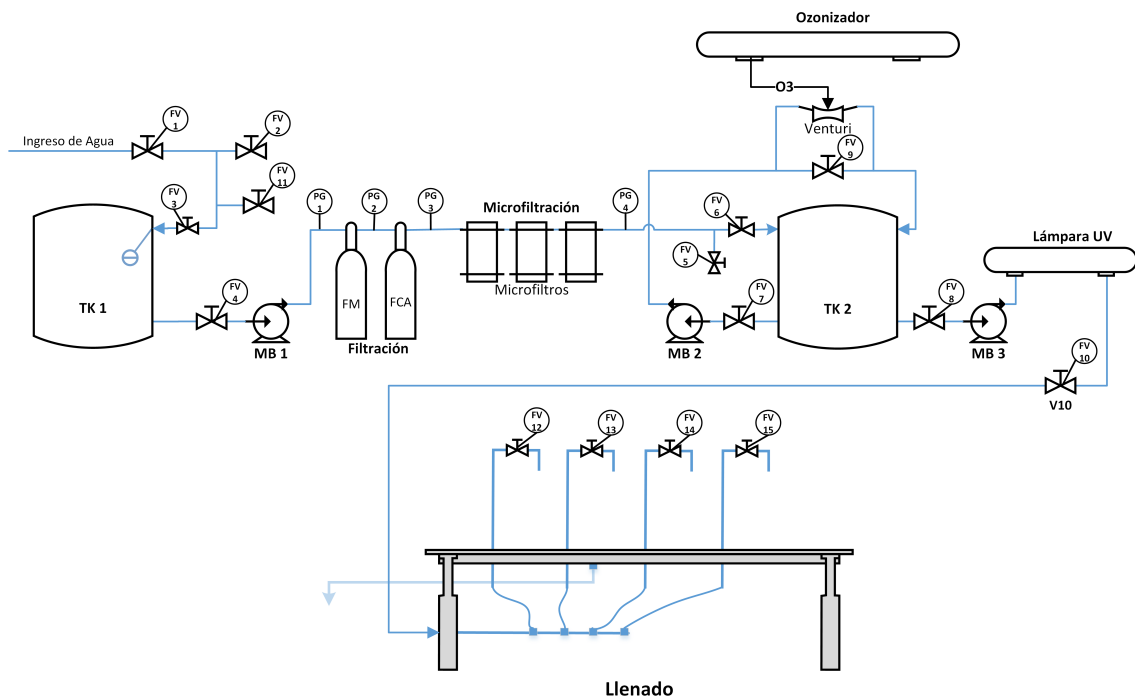 Ozonizador
O3
Venturi
FV
1
FV
2
Ingreso de Agua
FV
9
FV
11
FV
3
PG
1
PG
2
PG
3
Microfiltración
PG
4
FV
6
Lámpara UV
FV
5
Microfiltros
FV
4
FV
7
FV
8
TK 1
FM
FCA
TK 2
MB 1
Filtración
MB 2
MB 3
FV
10
V10
FV
12
FV
13
FV
14
FV
15
Llenado